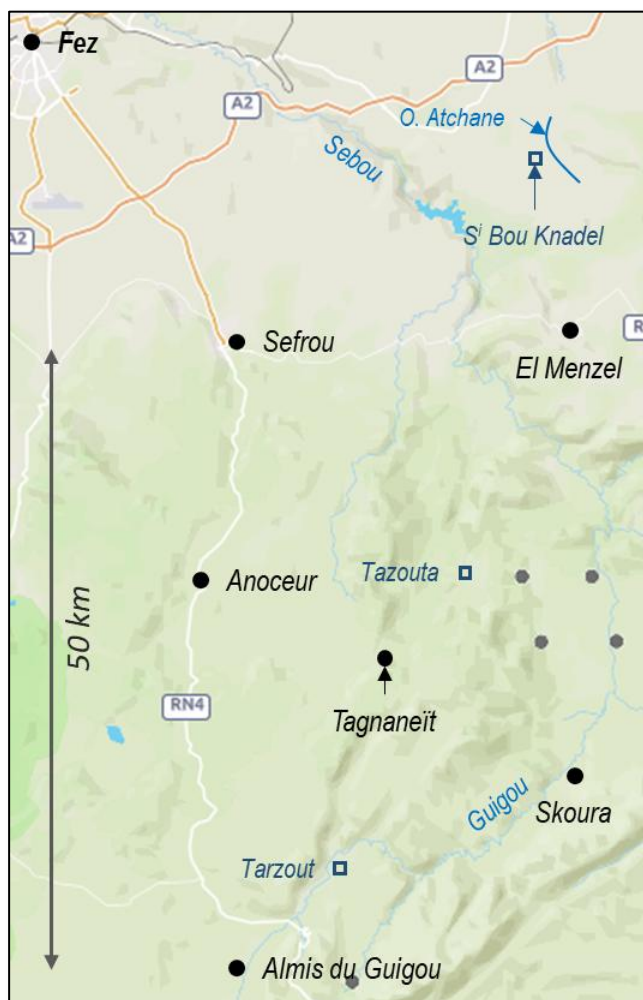 Fez
A2
O. Atchane
Sebou
Sⁱ Bou Knadel
A2
Sefrou
R
El Menzel
50 km
Anoceur
Tazouta
Tagnaneït
RN4
Guigou
Skoura
Tarzout
Almis du Guigou
A2